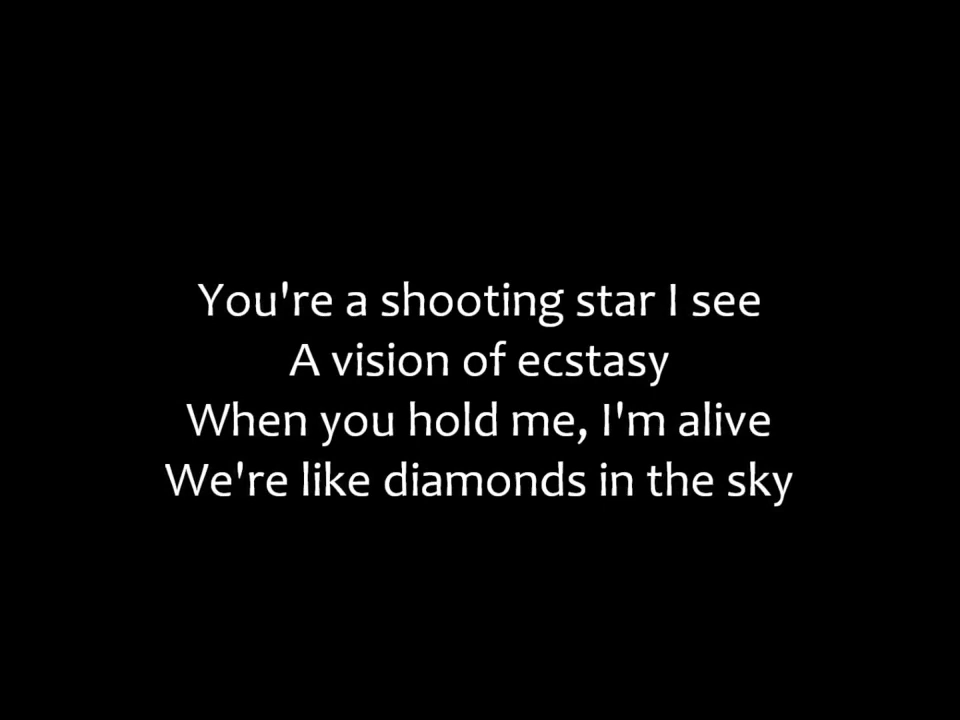 You're a shooting star I see
A vision of ecstasy
When you hold me, I'm alive
We're like diamonds in the sky